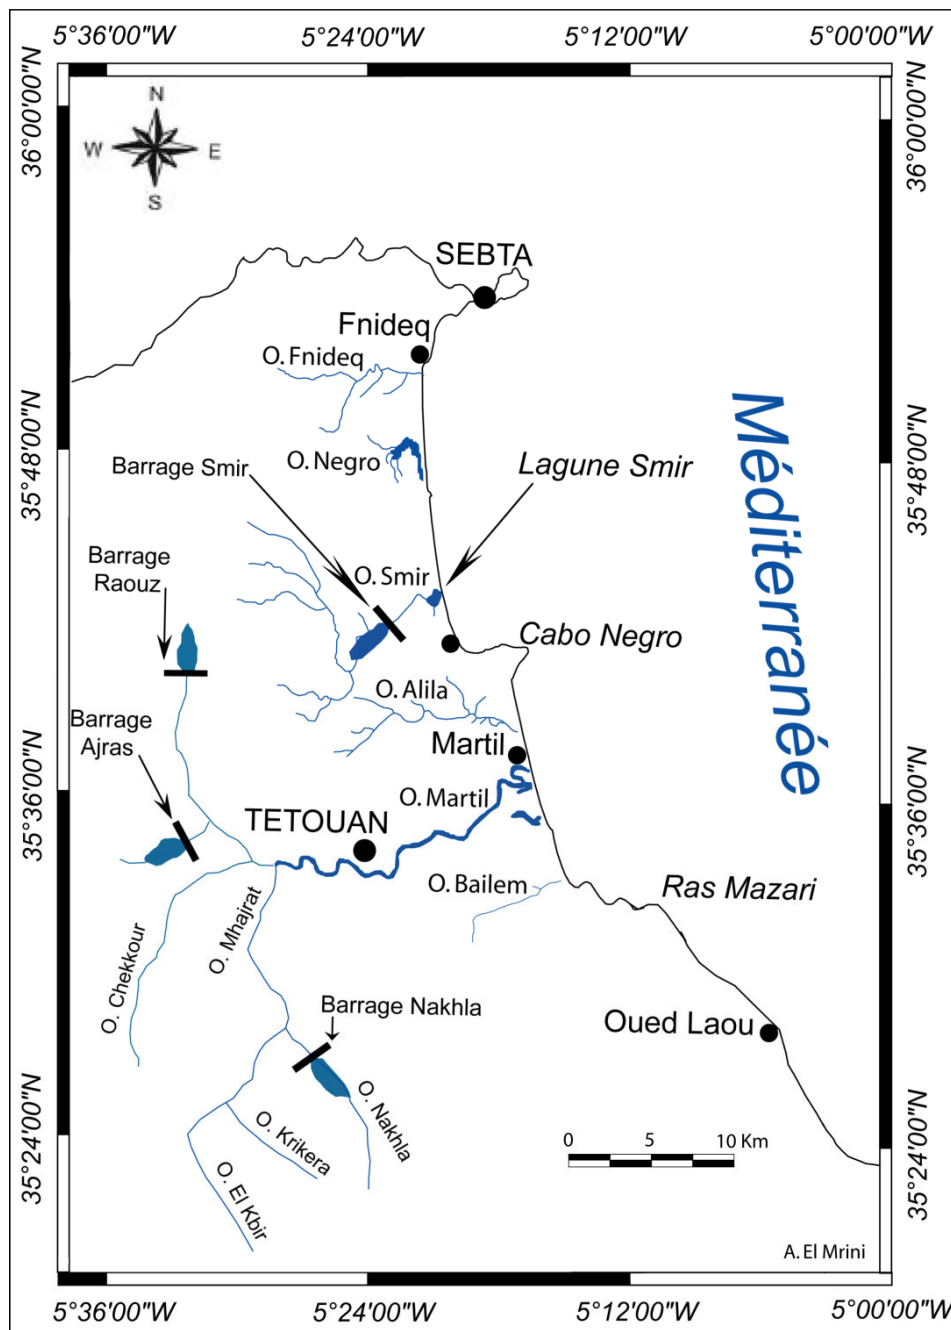 5°36'00"W
5°24'00"W
5°12'00"W
5°00'00"W
36°00'00"N
36°00'00"N
N
W
E
S
SEBTA
Fnideq
O. Fnideq
Méditerranée
35°48'00"N
35°48'0"N
O. Negro
Barrage Smir
Lagune Smir
Barrage
Raouz
O. Smir
Cabo Negro
O. Alila
Barrage
Ajras
Martil
35°36'00"N
35°36'0"N
O. Martil
TETOUAN
O. Bailem
Ras Mazari
O. Mhajrat
O. Chekkour
Barrage Nakhla
Oued Laou
O. Nakhla
O. Krikera
O. El Kbir
35°24'00"N
35°24'0"N
0 5 10 Km
A. El Mrini
5°36'00"W
5°24'00"W
5°12'00"W
5°00'00"W